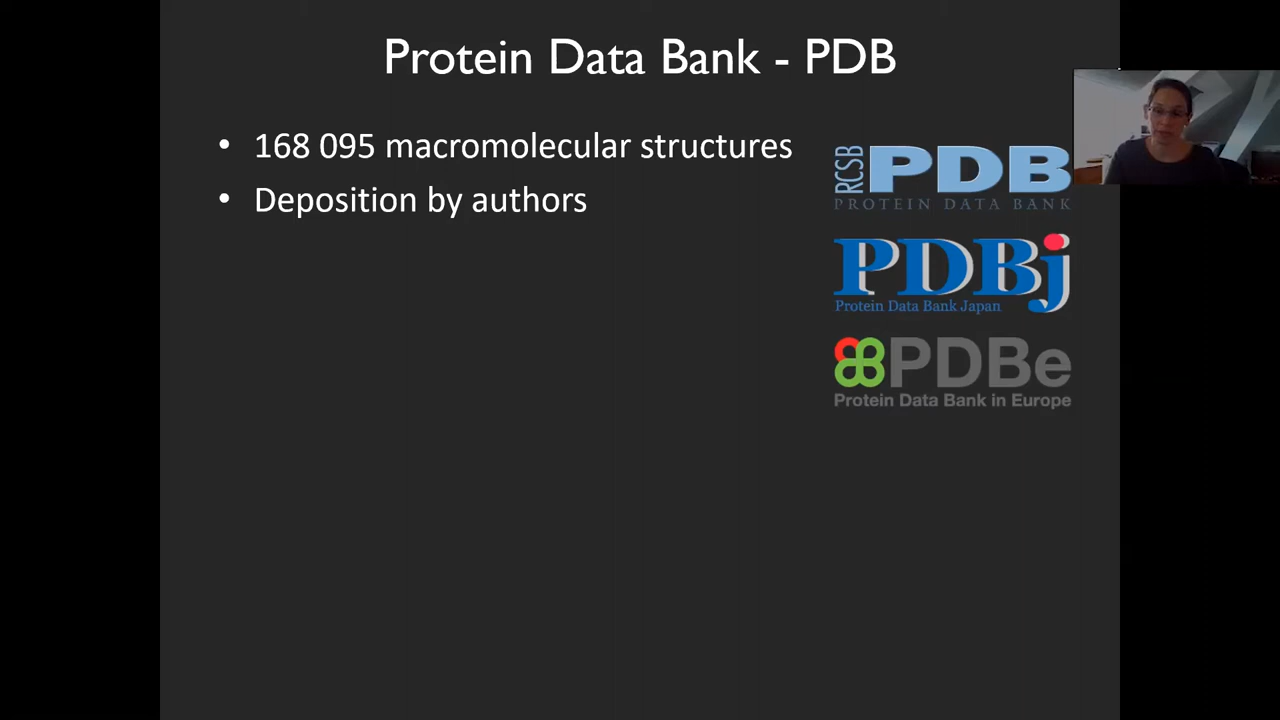 Protein Data Bank - PDB
• 168 095 macromolecular structures
• Deposition by authors
RCSB PDB
PROTEIN DATA BANK
PDBj
Protein Data Bank Japan
PDBe
Protein Data Bank in Europe